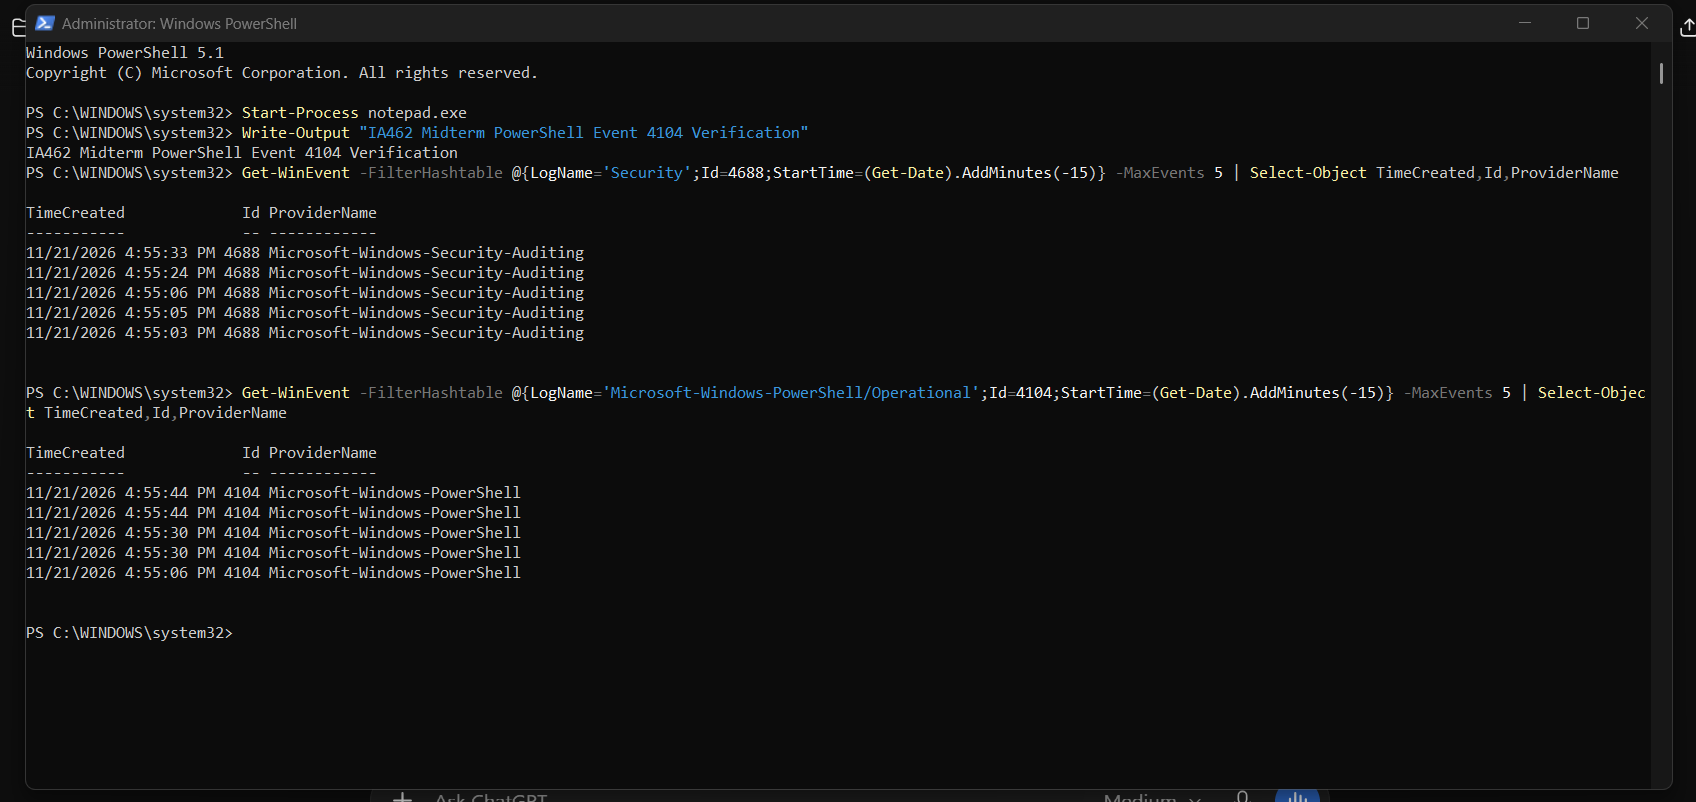 Administrator: Windows PowerShell
Windows PowerShell 5.1
Copyright (C) Microsoft Corporation. All rights reserved.
PS C:\WINDOWS\system32> Start-Process notepad.exe
PS C:\WINDOWS\system32> Write-Output "IA462 Midterm PowerShell Event 4104 Verification"
IA462 Midterm PowerShell Event 4104 Verification
PS C:\WINDOWS\system32> Get-WinEvent -FilterHashtable @{LogName='Security';Id=4688;StartTime=(Get-Date).AddMinutes(-15)} -MaxEvents 5 | Select-Object TimeCreated,Id,ProviderName
TimeCreated             Id ProviderName
-----------             -- ------------
11/21/2026 4:55:33 PM 4688 Microsoft-Windows-Security-Auditing
11/21/2026 4:55:24 PM 4688 Microsoft-Windows-Security-Auditing
11/21/2026 4:55:06 PM 4688 Microsoft-Windows-Security-Auditing
11/21/2026 4:55:05 PM 4688 Microsoft-Windows-Security-Auditing
11/21/2026 4:55:03 PM 4688 Microsoft-Windows-Security-Auditing
PS C:\WINDOWS\system32> Get-WinEvent -FilterHashtable @{LogName='Microsoft-Windows-PowerShell/Operational';Id=4104;StartTime=(Get-Date).AddMinutes(-15)} -MaxEvents 5 | Select-Objec
t TimeCreated,Id,ProviderName
TimeCreated             Id ProviderName
-----------             -- ------------
11/21/2026 4:55:44 PM 4104 Microsoft-Windows-PowerShell
11/21/2026 4:55:44 PM 4104 Microsoft-Windows-PowerShell
11/21/2026 4:55:30 PM 4104 Microsoft-Windows-PowerShell
11/21/2026 4:55:30 PM 4104 Microsoft-Windows-PowerShell
11/21/2026 4:55:06 PM 4104 Microsoft-Windows-PowerShell
PS C:\WINDOWS\system32>
Ask ChatGPT
Medium